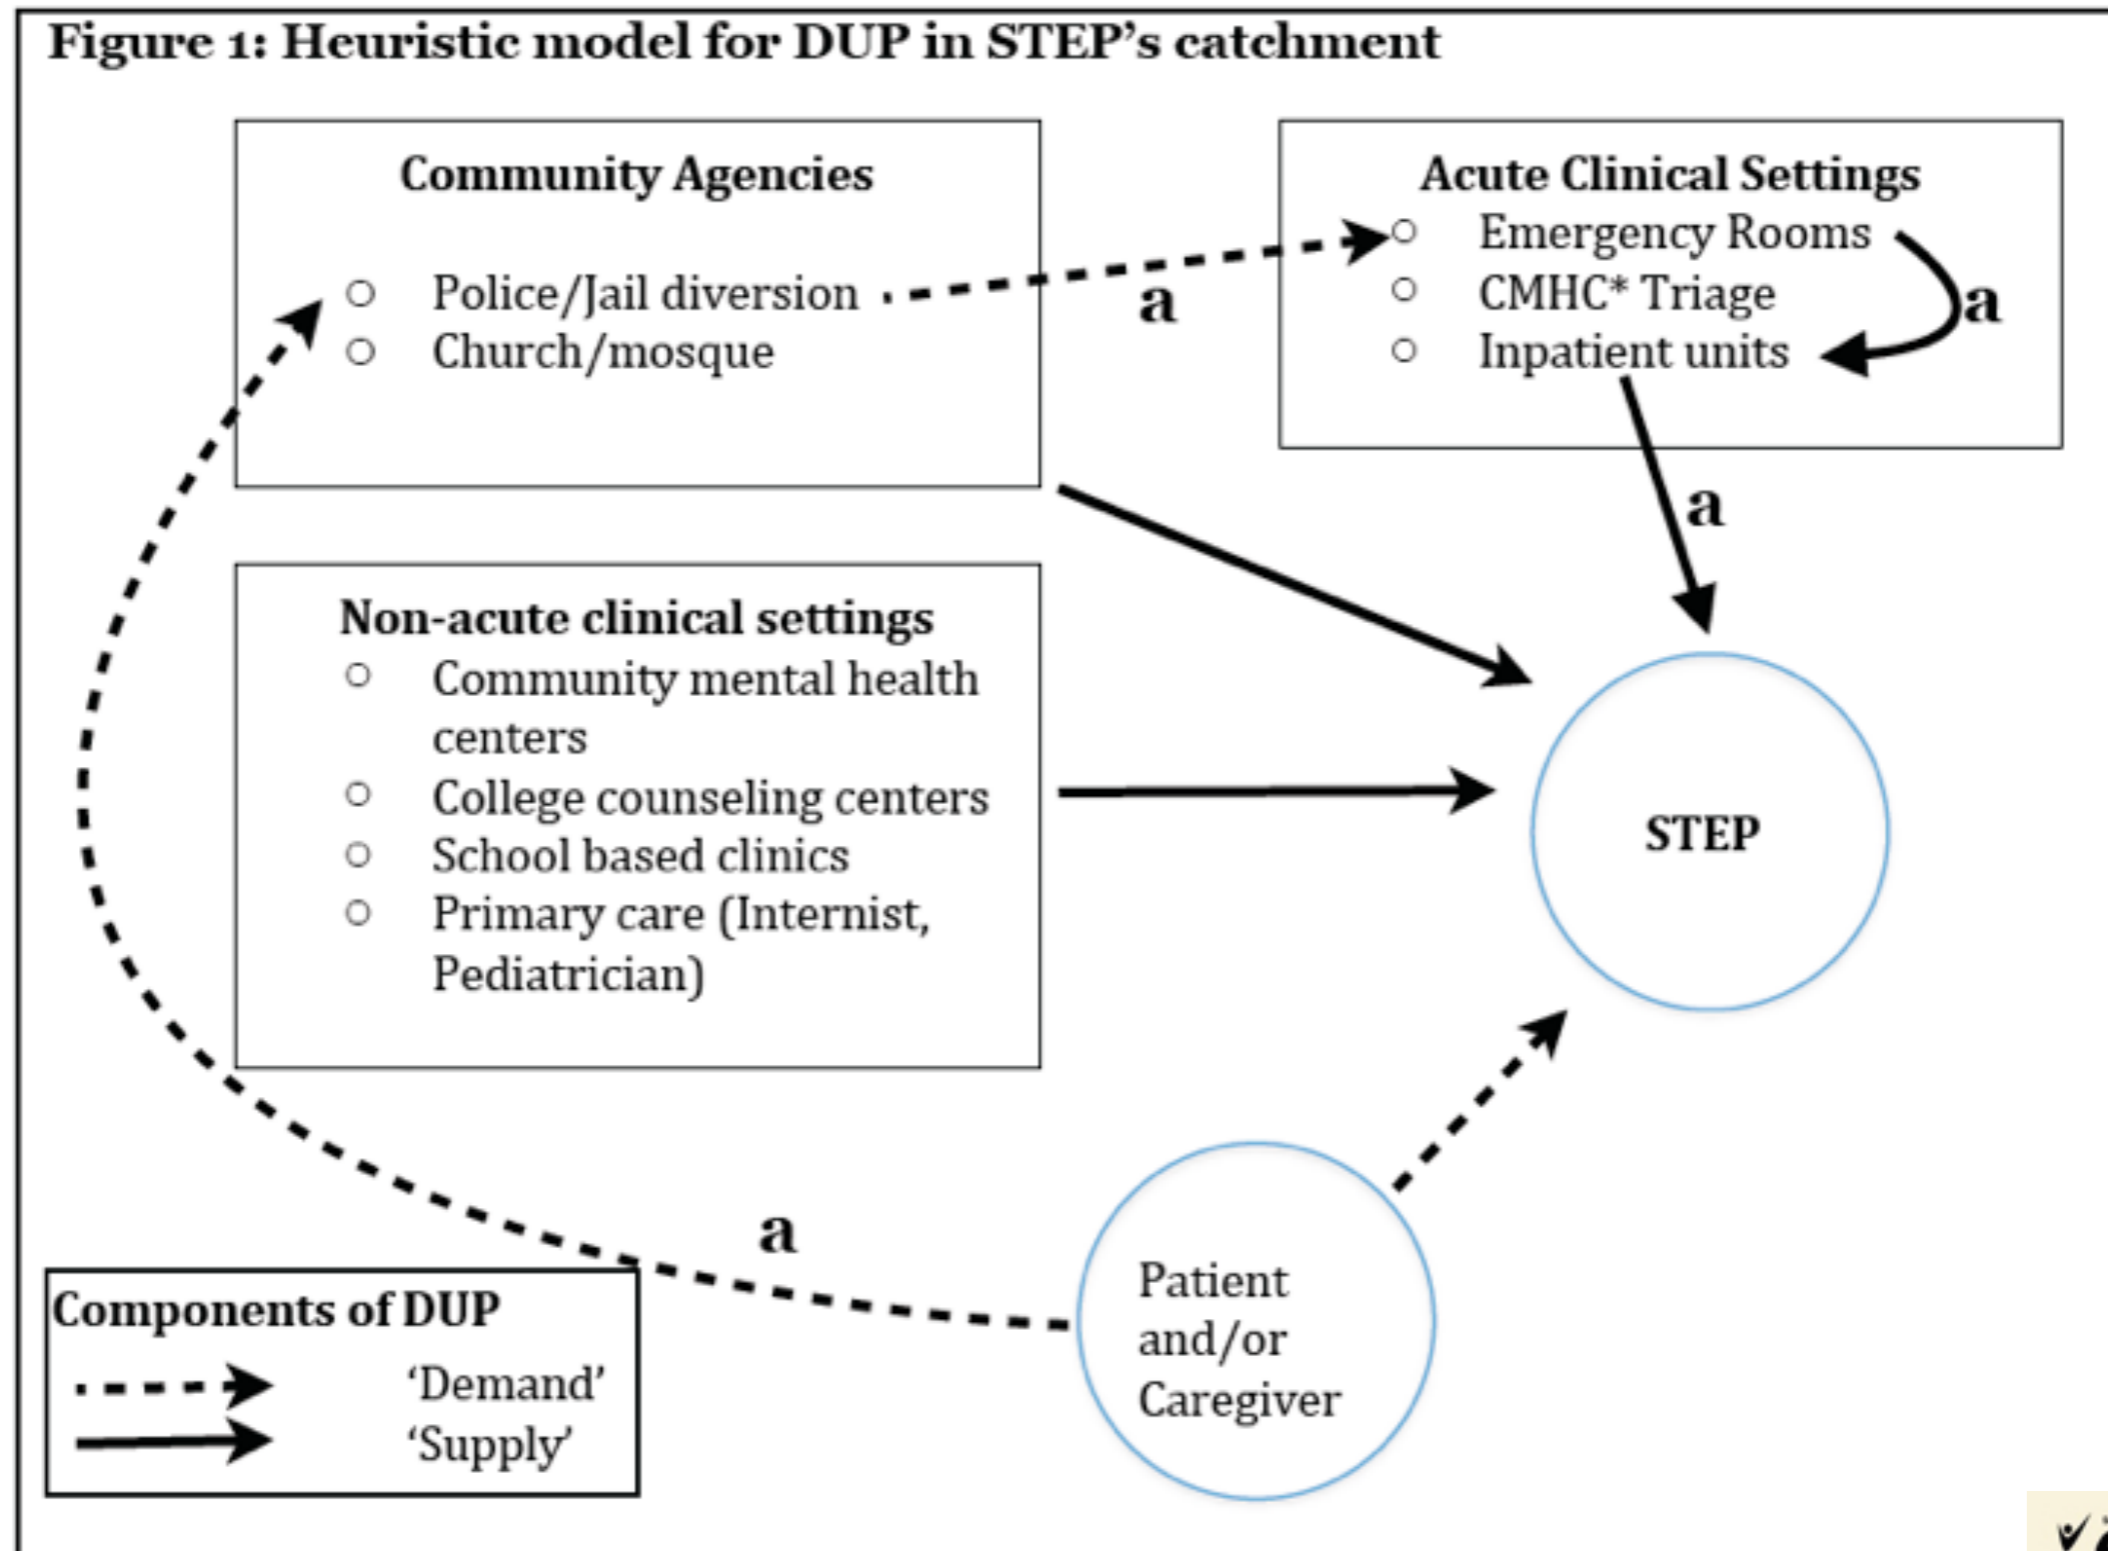 Figure 1: Heuristic model for DUP in STEP's catchment
Community Agencies
Police/Jail diversion
Church/mosque
a
Acute Clinical Settings
Emergency Rooms
CMHC* Triage
Inpatient units
a
a
Non-acute clinical settings
Community mental health
centers
College counseling centers
School based clinics
Primary care (Internist,
Pediatrician)
STEP
a
Patient
and/or
Caregiver
Components of DUP
‘Demand’
‘Supply’